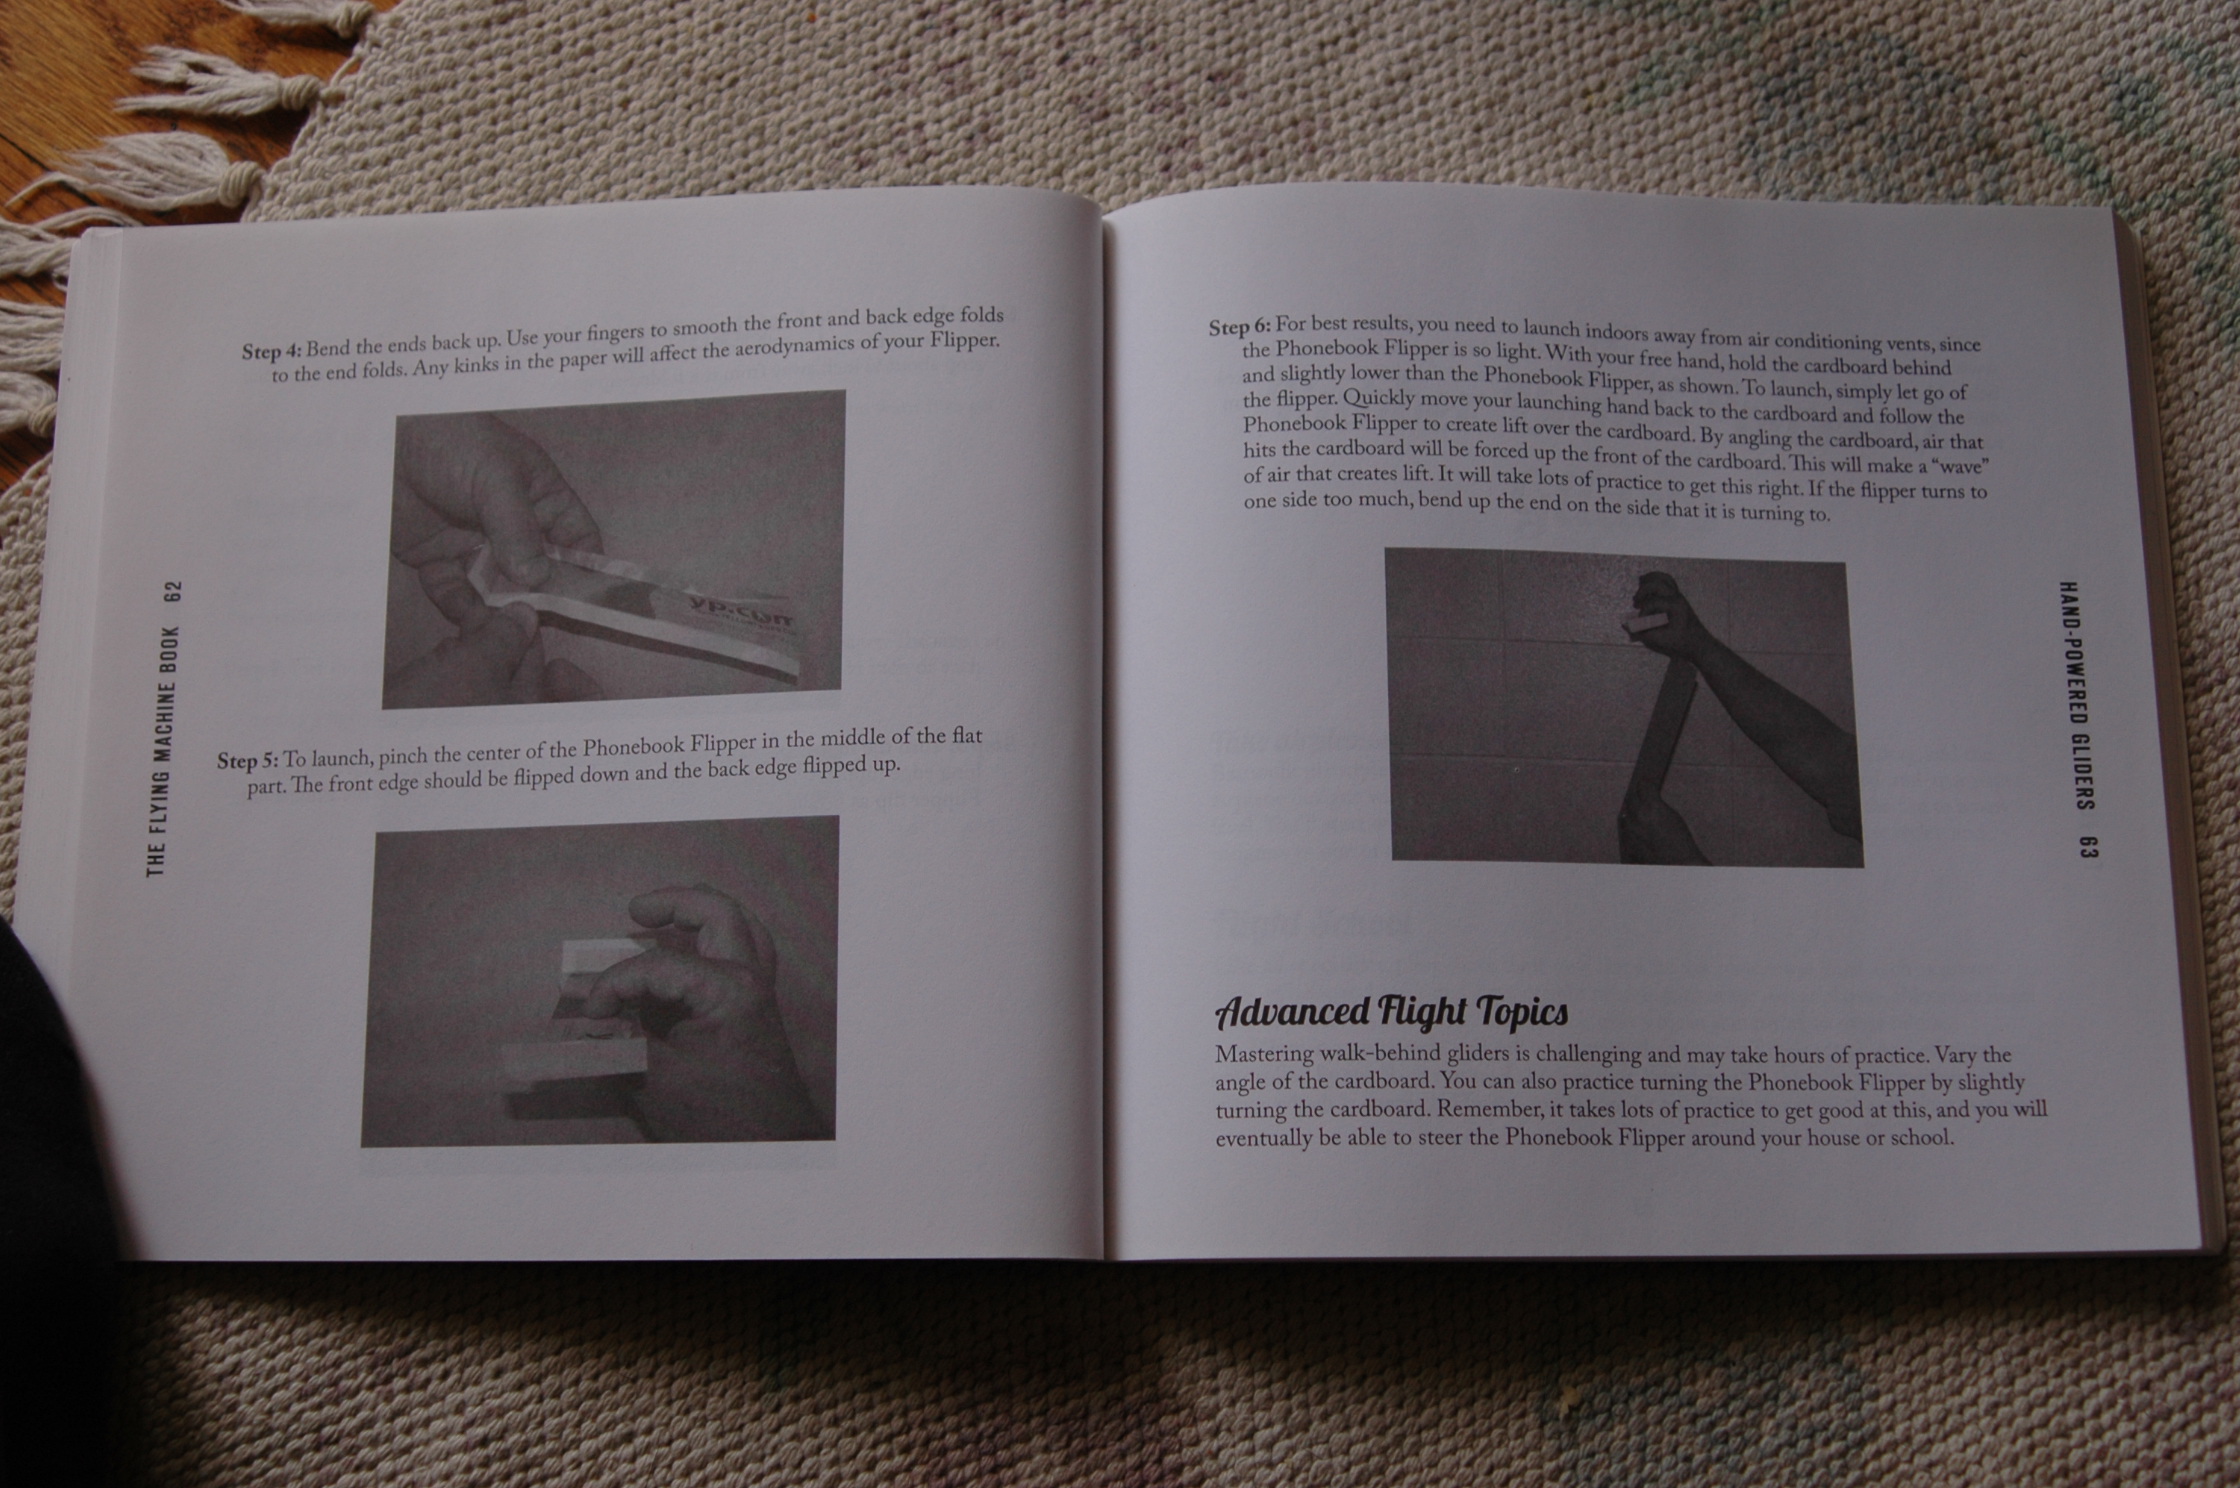 Step 4: Bend the ends back up. Use your fingers to smooth the front and back edge folds
to the end folds. Any kinks in the paper will affect the aerodynamics of your Flipper.
yp.com
Step 5: To launch, pinch the center of the Phonebook Flipper in the middle of the flat
part. The front edge should be flipped down and the back edge flipped up.
THE FLYING MACHINE BOOK 62
Step 6: For best results, you need to launch indoors away from air conditioning vents, since
the Phonebook Flipper is so light. With your free hand, hold the cardboard behind
and slightly lower than the Phonebook Flipper, as shown. To launch, simply let go of
the flipper. Quickly move your launching hand back to the cardboard and follow the
Phonebook Flipper to create lift over the cardboard. By angling the cardboard, air that
hits the cardboard will be forced up the front of the cardboard. This will make a “wave”
of air that creates lift. It will take lots of practice to get this right. If the flipper turns to
one side too much, bend up the end on the side that it is turning to.
Advanced Flight Topics
Mastering walk-behind gliders is challenging and may take hours of practice. Vary the
angle of the cardboard. You can also practice turning the Phonebook Flipper by slightly
turning the cardboard. Remember, it takes lots of practice to get good at this, and you will
eventually be able to steer the Phonebook Flipper around your house or school.
HAND-POWERED GLIDERS 63